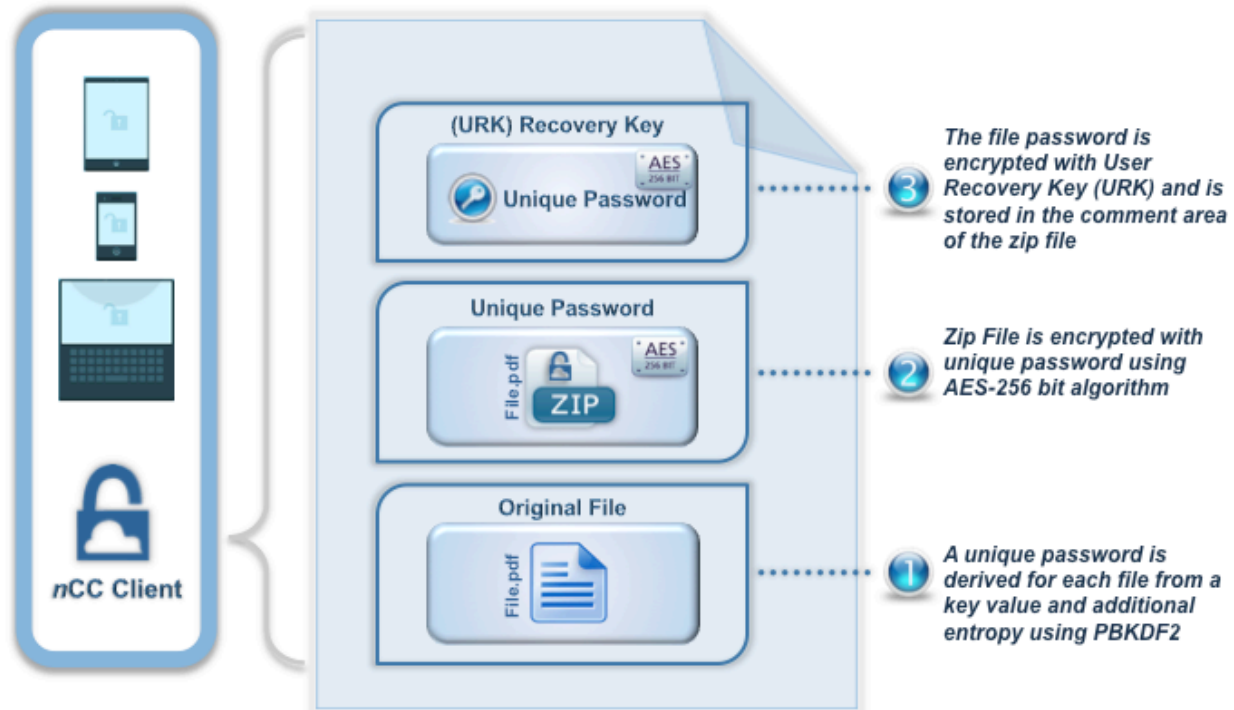 (URK) Recovery Key
AES
256 BIT
Unique Password
3
The file password is
encrypted with User
Recovery Key (URK) and is
stored in the comment area
of the zip file
Unique Password
File.pdf
ZIP
AES
256 BIT
2
Zip File is encrypted with
unique password using
AES-256 bit algorithm
Original File
File.pdf
1
A unique password is
derived for each file from a
key value and additional
entropy using PBKDF2
nCC Client